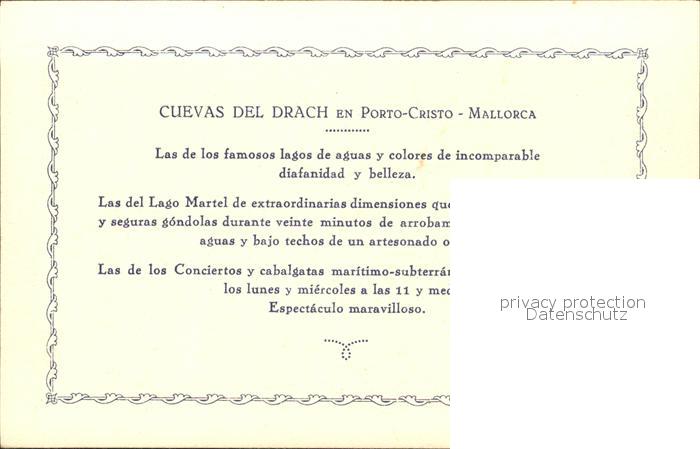 CUEVAS DEL DRACH EN PORTO-CRISTO - MALLORCA
Las de los famosos lagos de aguas y colores de incomparable
diafanidad y belleza.
Las del Lago Martel de extraordinarias dimensiones
y seguras góndolas durante veinte minutos de
aguas y bajo techos de un artesonado
Las de los Conciertos y cabalgatas
los lunes y miércoles a las 11 y
Espectáculo maravilloso.
privacy protection
Datenschutz